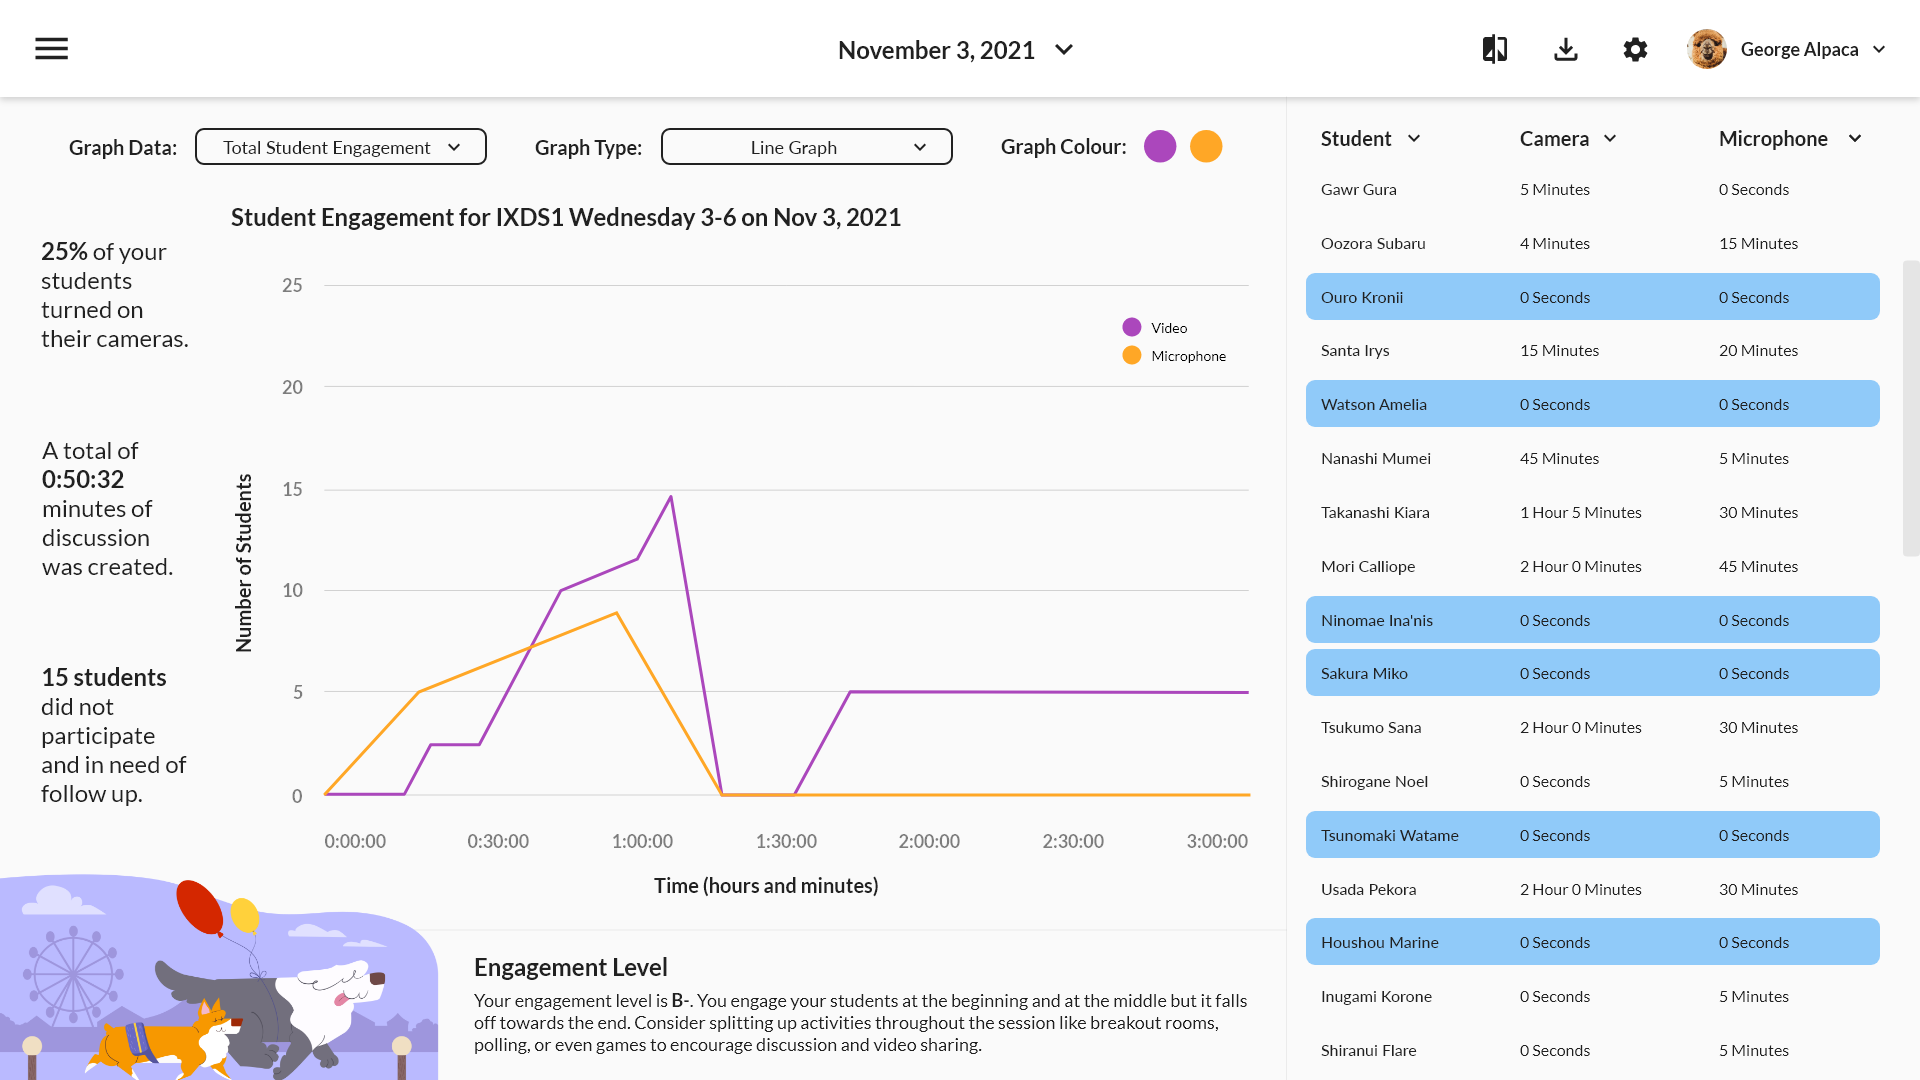 November 3, 2021
George Alpaca
Graph Data:
Total Student Engagement
Graph Type:
Line Graph
Graph Colour:
Student Engagement for IXDS1 Wednesday 3-6 on Nov 3, 2021
25% of your
students
turned on
their cameras.
A total of
0:50:32
minutes of
discussion
was created.
15 students
did not
participate
and in need of
follow up.
Number of Students
25
20
15
10
5
0
Video
Microphone
0:00:00
0:30:00
1:00:00
1:30:00
2:00:00
2:30:00
3:00:00
Time (hours and minutes)
Engagement Level
Your engagement level is B-. You engage your students at the beginning and at the middle but it falls
off towards the end. Consider splitting up activities throughout the session like breakout rooms,
polling, or even games to encourage discussion and video sharing.
Student Camera Microphone
Gawr Gura 5 Minutes 0 Seconds
Oozora Subaru 4 Minutes 15 Minutes
Ouro Kronii 0 Seconds 0 Seconds
Santa Irys 15 Minutes 20 Minutes
Watson Amelia 0 Seconds 0 Seconds
Nanashi Mumei 45 Minutes 5 Minutes
Takanashi Kiara 1 Hour 5 Minutes 30 Minutes
Mori Calliope 2 Hour 0 Minutes 45 Minutes
Ninomae Ina'nis 0 Seconds 0 Seconds
Sakura Miko 0 Seconds 0 Seconds
Tsukumo Sana 2 Hour 0 Minutes 30 Minutes
Shirogane Noel 0 Seconds 5 Minutes
Tsunomaki Watame 0 Seconds 0 Seconds
Usada Pekora 2 Hour 0 Minutes 30 Minutes
Houshou Marine 0 Seconds 0 Seconds
Inugami Korone 0 Seconds 5 Minutes
Shiranui Flare 0 Seconds 5 Minutes